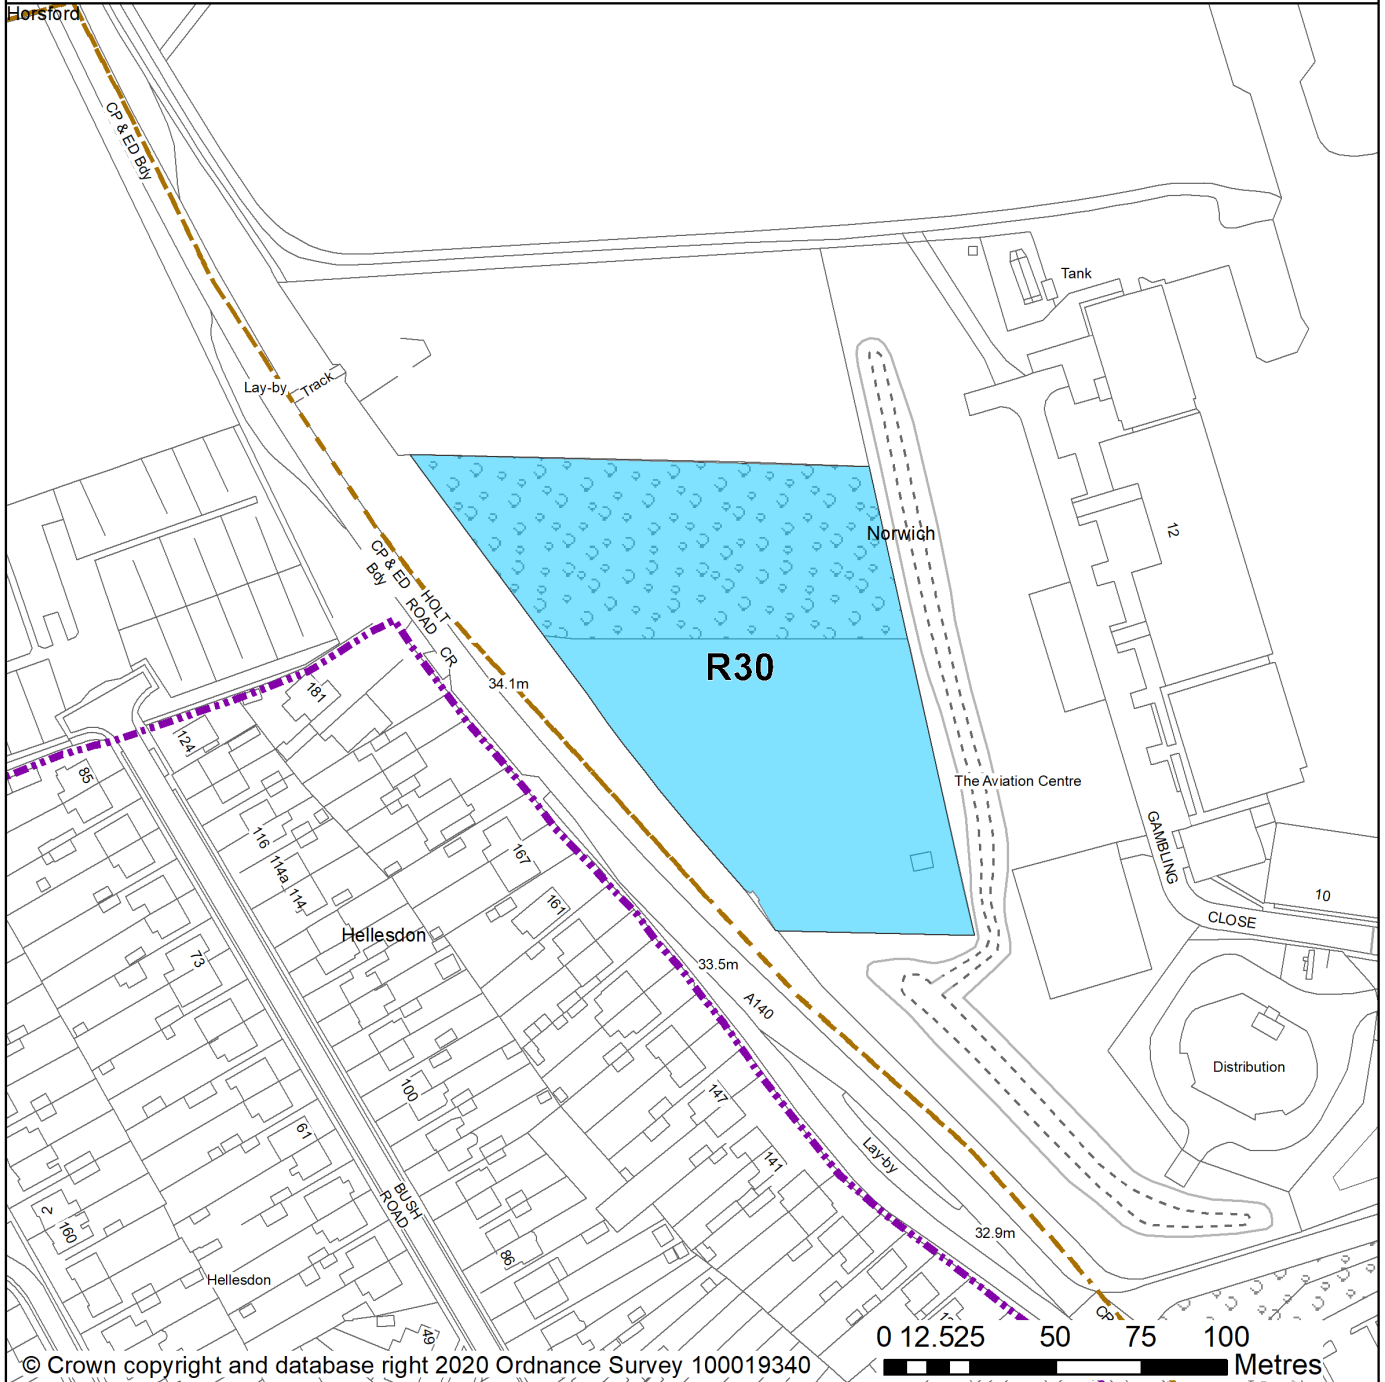 Horsford
CP & ED Bdy
Tank
Lay-by
Track
12
Norwich
CP & ED
Bdy
HOLT
ROAD
CR
R30
34.1m
181
124
85
The Aviation Centre
116
114a
114
167
161
GAMBLING
CLOSE
10
Hellesdon
73
33.5m
A140
Distribution
100
147
61
141
Lay-by
BUSH
ROAD
2
160
86
32.9m
Hellesdon
CP
49
© Crown copyright and database right 2020 Ordnance Survey 100019340
0 12.525 50 75 100
Metres